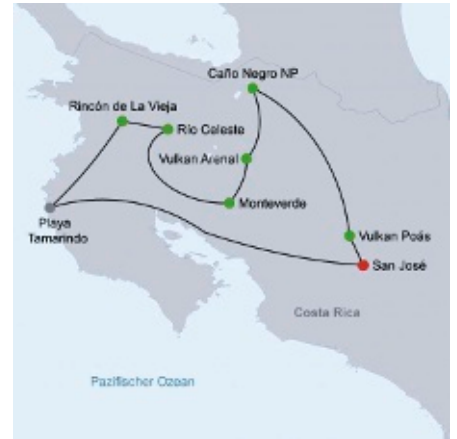 Caño Negro NP
Rincón de La Vieja
Río Celeste
Vulkan Arenal
Monteverde
Playa
Tamarindo
Vulkan Poás
San José
Costa Rica
Pazifischer Ozean